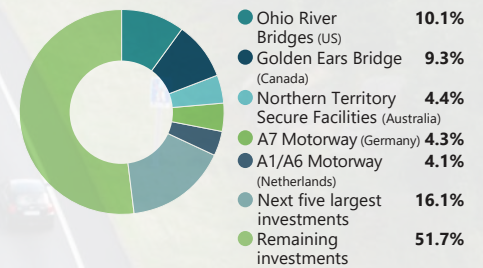 Ohio River 10.1%
Bridges (US)
Golden Ears Bridge 9.3%
(Canada)
Northern Territory 4.4%
Secure Facilities (Australia)
A7 Motorway (Germany) 4.3%
A1/A6 Motorway 4.1%
(Netherlands)
Next five largest 16.1%
investments
Remaining 51.7%
investments